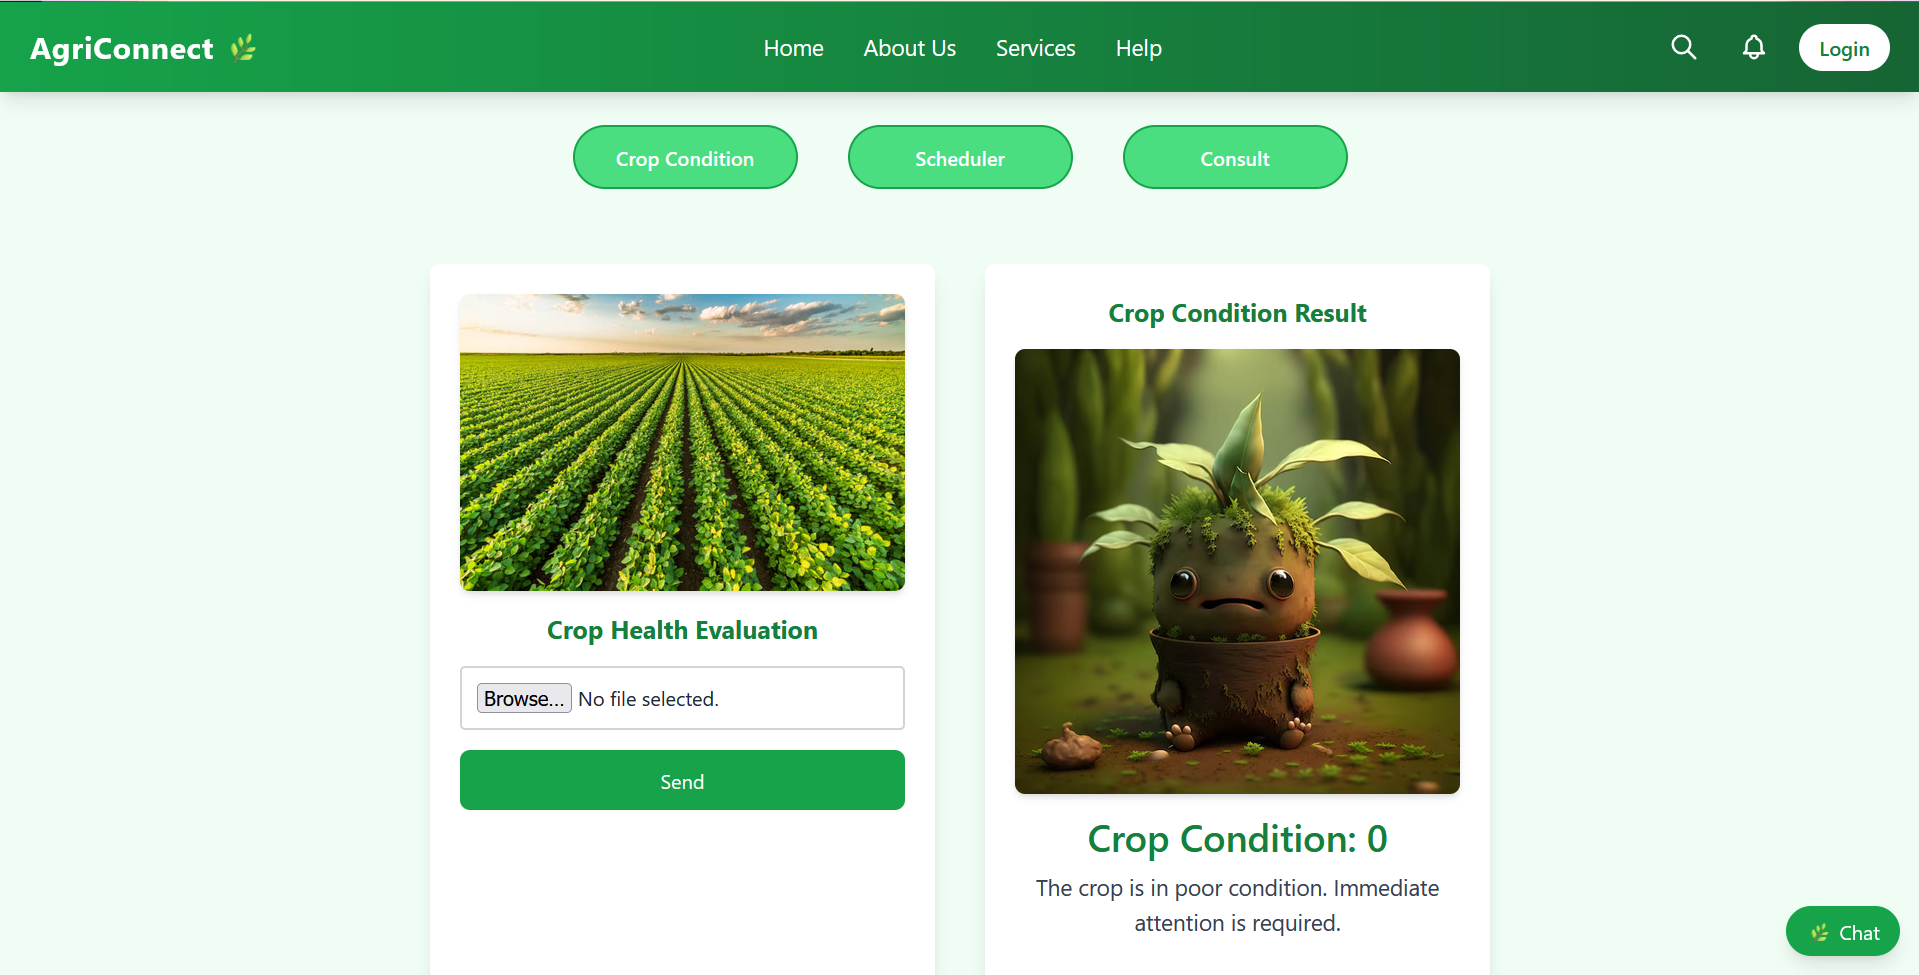 AgriConnect
Home About Us Services Help
Login
Crop Condition Scheduler Consult
Crop Health Evaluation
Browse... No file selected.
Send
Crop Condition Result
Crop Condition: 0
The crop is in poor condition. Immediate
attention is required.
Chat